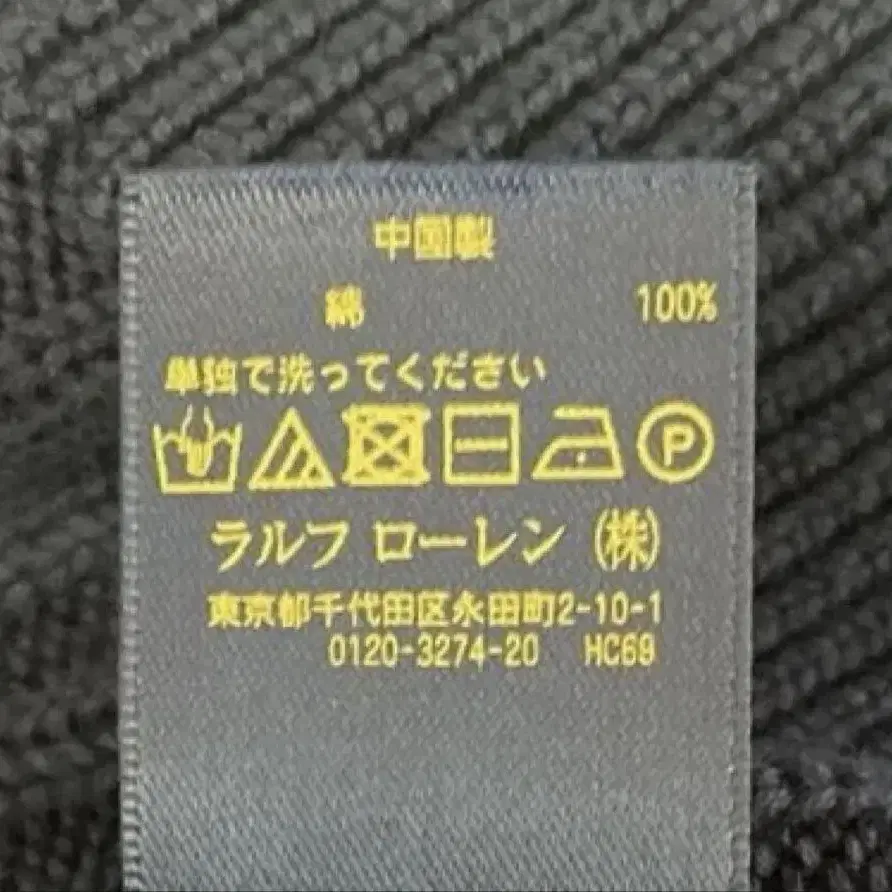 中国製
綿 100%
単独で洗ってください
P
ラルフ ローレン (株)
東京都千代田区永田町2-10-1
0120-3274-20 HC69